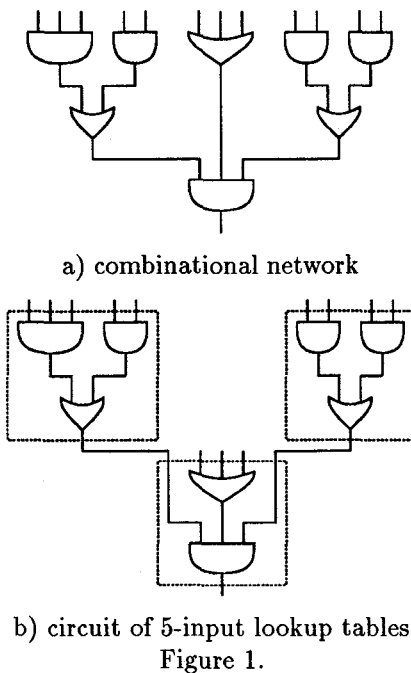 a) combinational network
b) circuit of 5-input lookup tables
Figure 1.